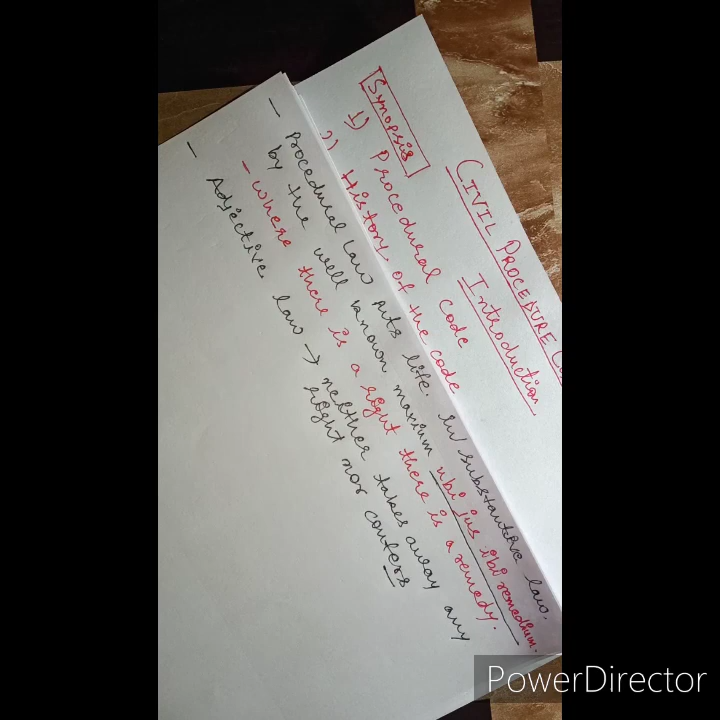 CIVIL PROCEDURE
Introduction
Synopsis
1) Procedural code
2) History of the code
- Procedural law puts life. in substantive law.
by the well known maxium ubi jus ibi remedium.
- where there is a right there is a remedy.
- Adjective law → neither takes away any
right nor confers
PowerDirector